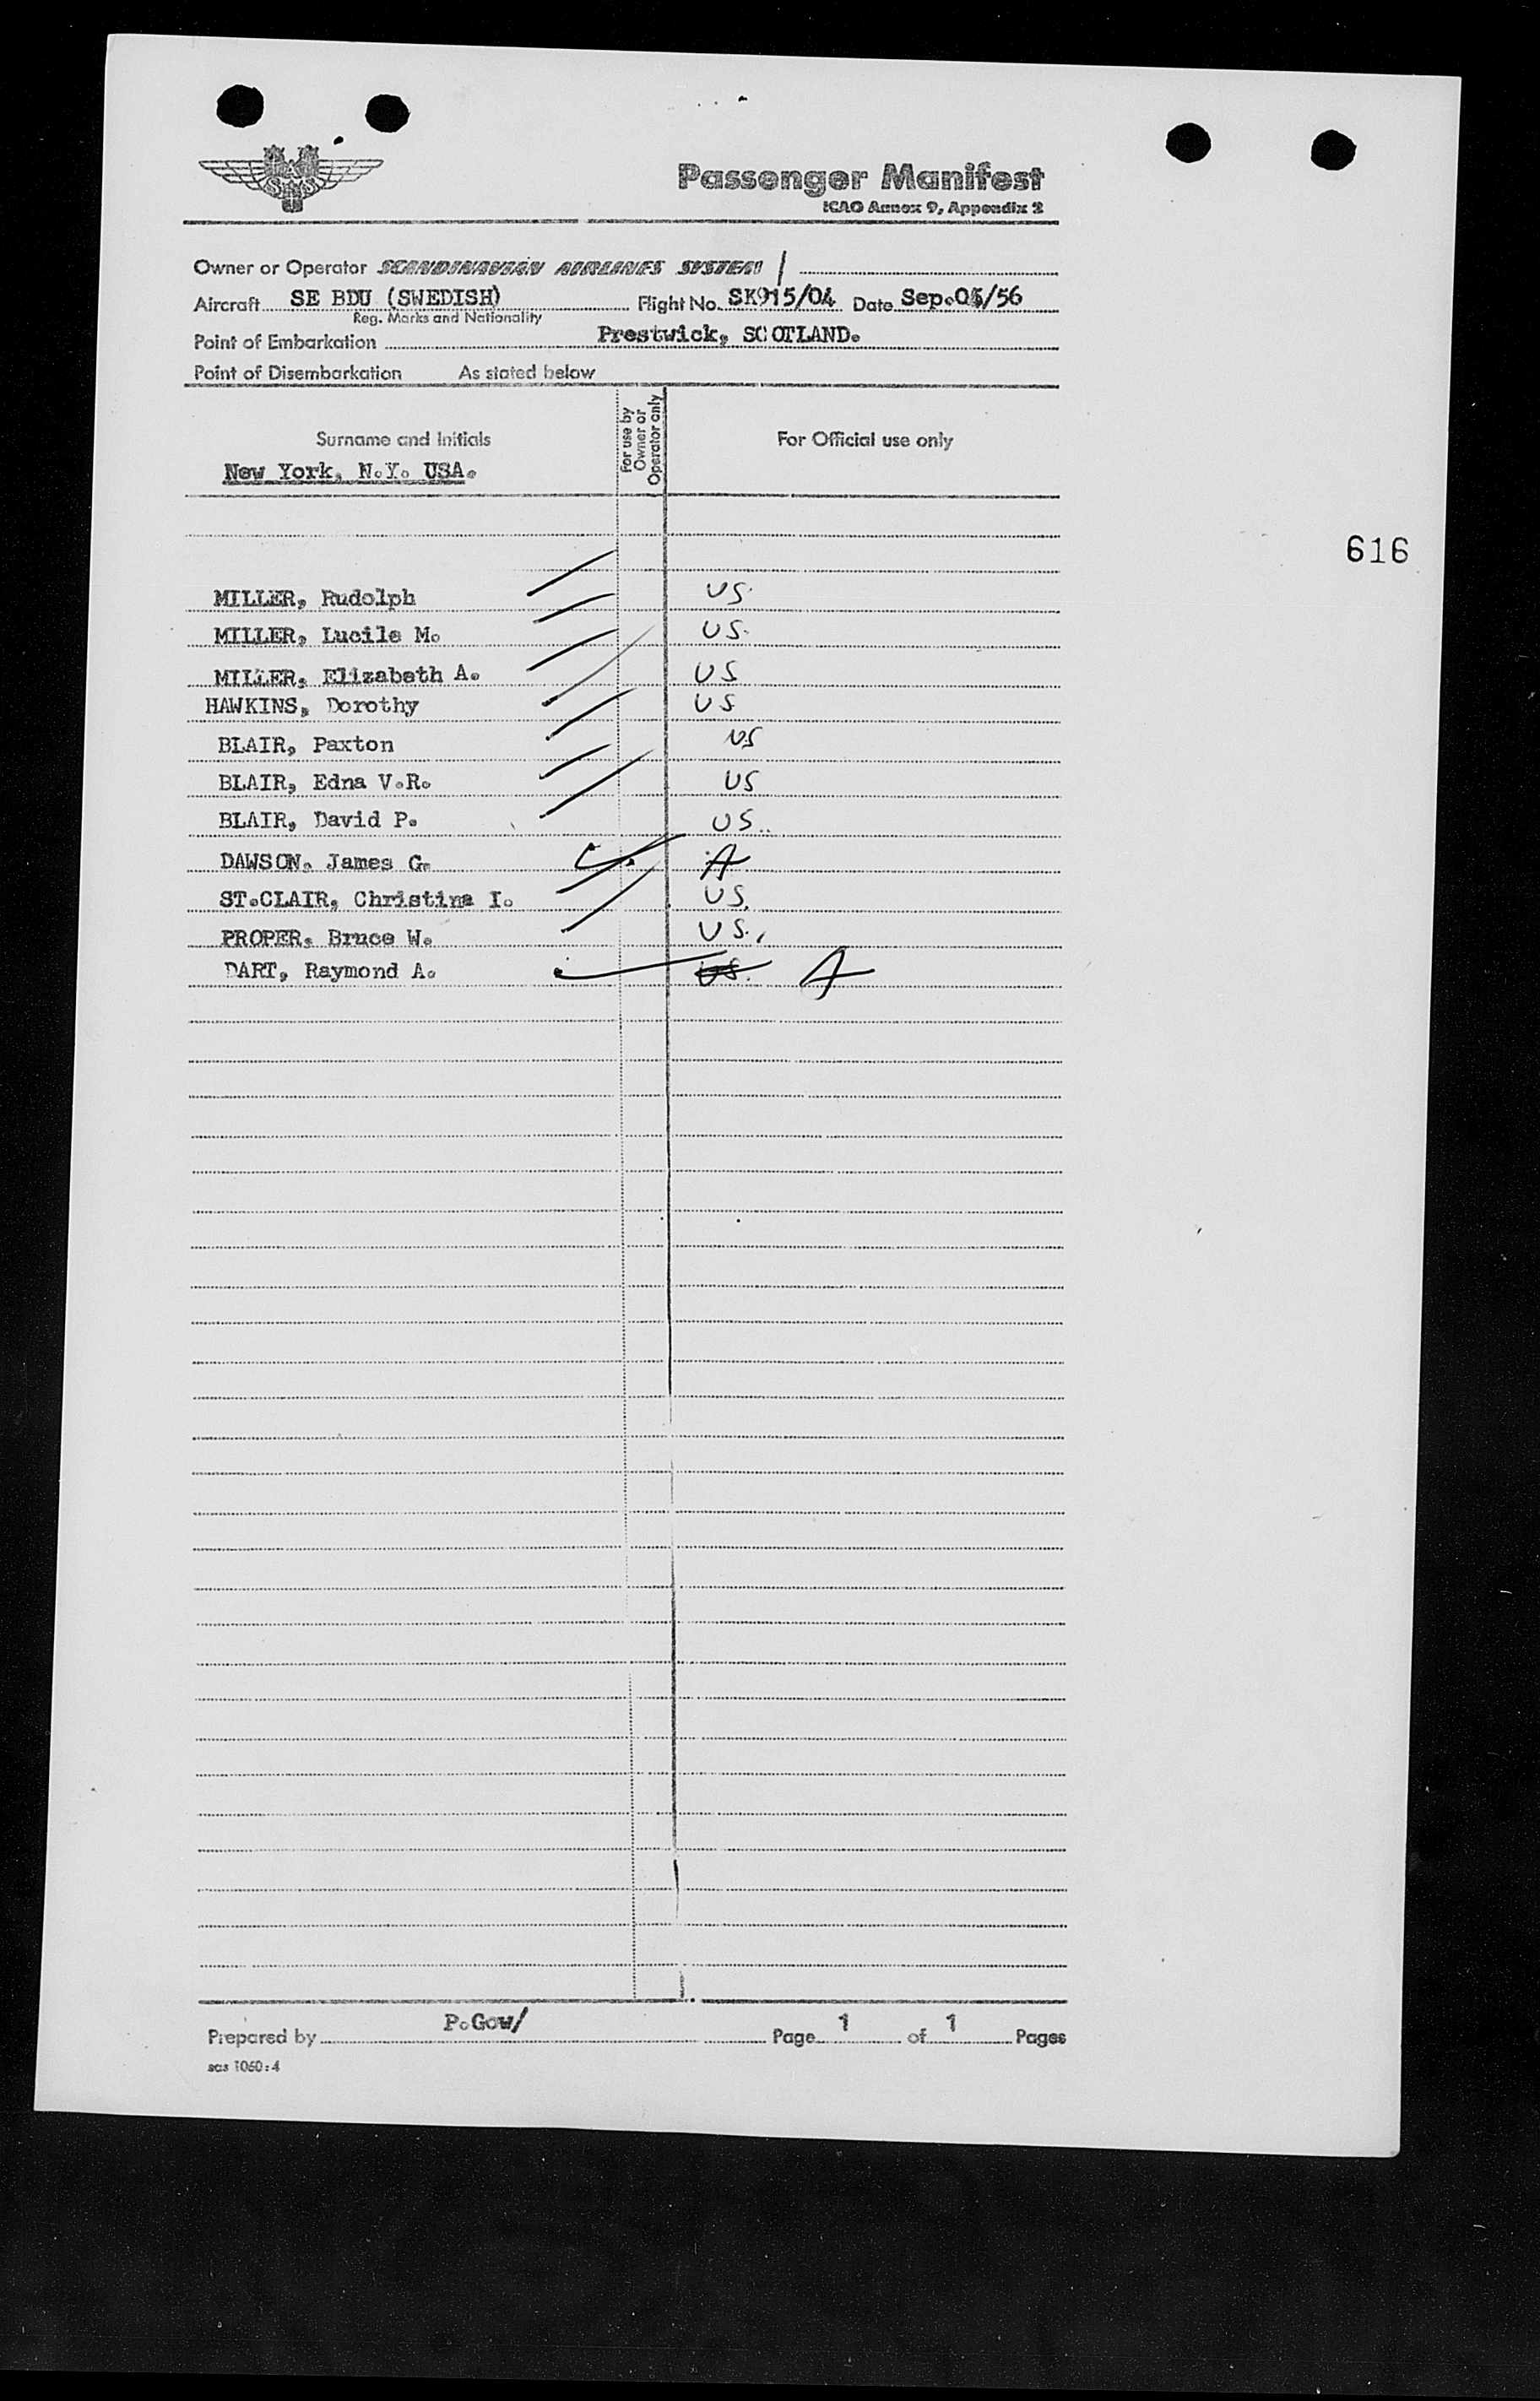 SAS
Passenger Manifest
ICAO Annex 9, Appendix 2
Owner or Operator SCANDINAVIAN AIRLINES SYSTEM /
Aircraft SE BDU (SWEDISH) Flight No. SK915/04 Date Sep.05/56
Reg. Marks and Nationality
Point of Embarkation Prestwick, SCOTLAND.
Point of Disembarkation As stated below
Surname and Initials For use by Owner or Operator only For Official use only
New York, N.Y. USA.
616
MILLER, Rudolph US.
MILLER, Lucile M. US.
MILLER, Elizabeth A. US
HAWKINS, Dorothy US
BLAIR, Paxton US
BLAIR, Edna V.R. US
BLAIR, David P. US.
DAWSON, James G. A
ST.CLAIR, Christina I. US.
PROPER, Bruce W. US.
DART, Raymond A. US. A
Prepared by P.Gow/ Page 1 of 1 Pages
sas 1060:4